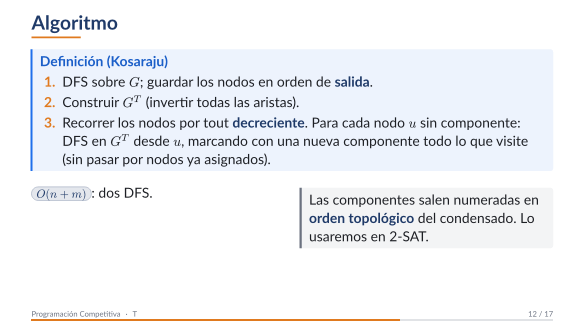 Algoritmo
Definición (Kosaraju)
1. DFS sobre G; guardar los nodos en orden de salida.
2. Construir G^T (invertir todas las aristas).
3. Recorrer los nodos por tout decreciente. Para cada nodo u sin componente:
DFS en G^T desde u, marcando con una nueva componente todo lo que visite
(sin pasar por nodos ya asignados).
O(n + m): dos DFS.
Las componentes salen numeradas en
orden topológico del condensado. Lo
usaremos en 2-SAT.
Programación Competitiva · T
12 / 17